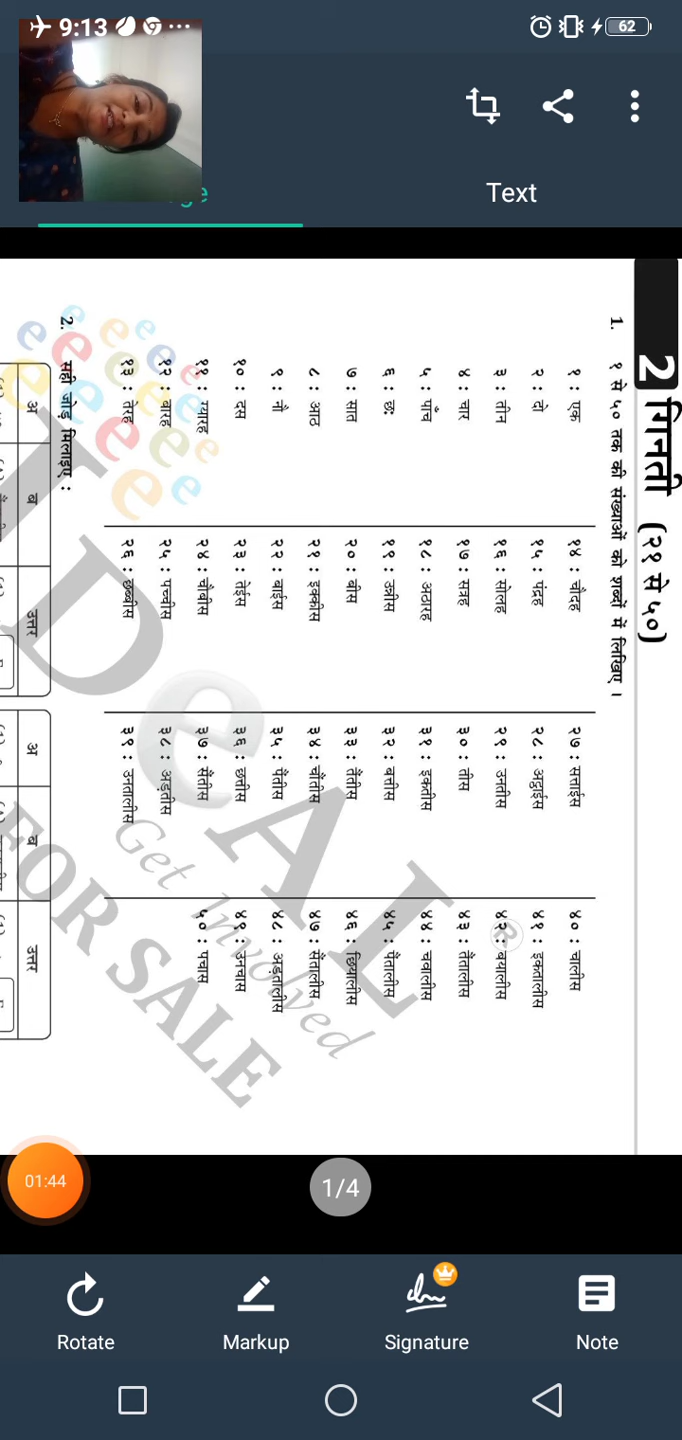 9:13
62
Text
2 गिनती (२१ से ५०)
1. १ से ५० तक की संख्याओं को शब्दों में लिखिए ।
१ : एक
२ : दो
३ : तीन
४ : चार
५ : पाँच
६ : छः
७ : सात
८ : आठ
९ : नौ
१० : दस
११ : ग्यारह
१२ : बारह
१३ : तेरह
१४ : चौदह
१५ : पंद्रह
१६ : सोलह
१७ : सत्रह
१८ : अठारह
१९ : उन्नीस
२० : बीस
२१ : इक्कीस
२२ : बाईस
२३ : तेईस
२४ : चौबीस
२५ : पच्चीस
२६ : छब्बीस
२७ : सत्ताईस
२८ : अट्ठाईस
२९ : उनतीस
३० : तीस
३१ : इक्तीस
३२ : बत्तीस
३३ : तैंतीस
३४ : चौंतीस
३५ : पैंतीस
३६ : छत्तीस
३७ : सैंतीस
३८ : अड़तीस
३९ : उनतालीस
४० : चालीस
४१ : इकतालीस
४२ : बयालीस
४३ : तैंतालीस
४४ : चवालीस
४५ : पैंतालीस
४६ : छियालीस
४७ : सैंतालीस
४८ : अड़तालीस
४९ : उनचास
५० : पचास
2. सही जोड़ मिलाइए :
अ ब उत्तर अ ब उत्तर
IDeAL ®
Get Involved
FOR SALE
01:44
1/4
Rotate Markup Signature Note